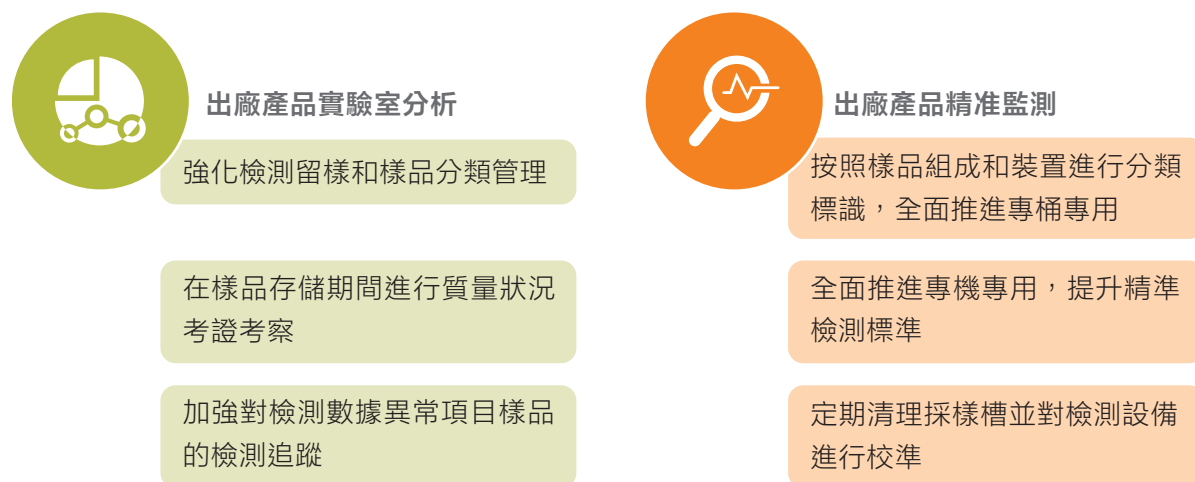 出廠產品實驗室分析
強化檢測留樣和樣品分類管理
在樣品存儲期間進行質量狀況
考證考察
加強對檢測數據異常項目樣品
的檢測追蹤
出廠產品精准監測
按照樣品組成和裝置進行分類
標識，全面推進專桶專用
全面推進專機專用，提升精準
檢測標準
定期清理採樣槽並對檢測設備
進行校準